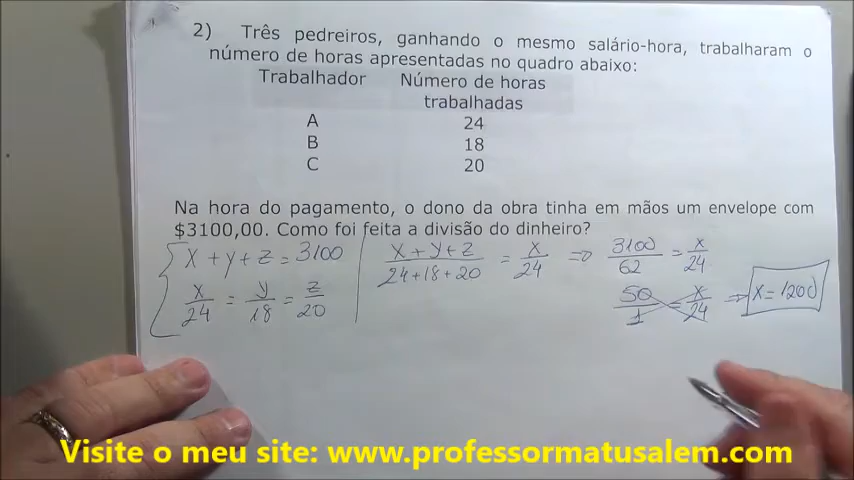 2) Três pedreiros, ganhando o mesmo salário-hora, trabalharam o
número de horas apresentadas no quadro abaixo:
Trabalhador Número de horas
trabalhadas
A 24
B 18
C 20
Na hora do pagamento, o dono da obra tinha em mãos um envelope com
$3100,00. Como foi feita a divisão do dinheiro?
x + y + z = 3100
x/24 = y/18 = z/20
x + y + z / 24 + 18 + 20 = x/24 ⇒ 3100/62 = x/24
50/1 = x/24 ⇒ x = 1200
Visite o meu site: www.professormatusalem.com